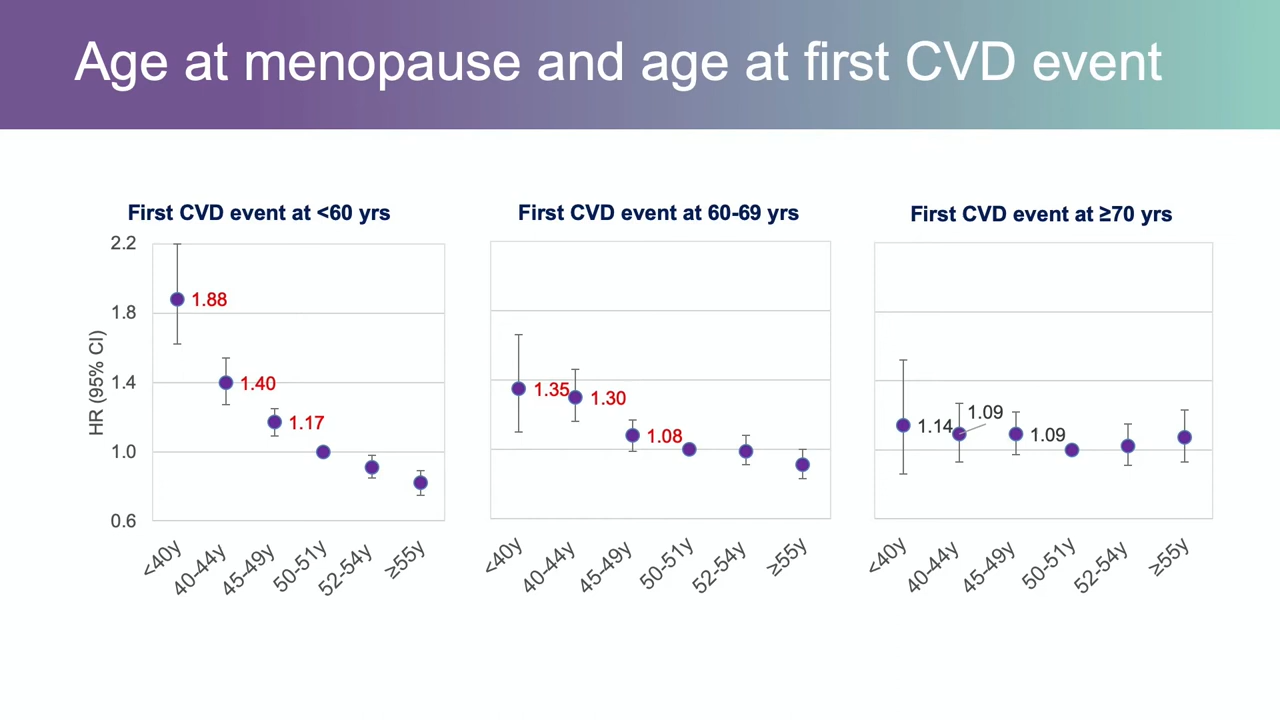 Age at menopause and age at first CVD event
First CVD event at <60 yrs
HR (95% CI)
2.2
1.8
1.4
1.0
0.6
1.88
1.40
1.17
<40y
40-44y
45-49y
50-51y
52-54y
≥55y
First CVD event at 60-69 yrs
1.35
1.30
1.08
<40y
40-44y
45-49y
50-51y
52-54y
≥55y
First CVD event at ≥70 yrs
1.14
1.09
1.09
<40y
40-44y
45-49y
50-51y
52-54y
≥55y